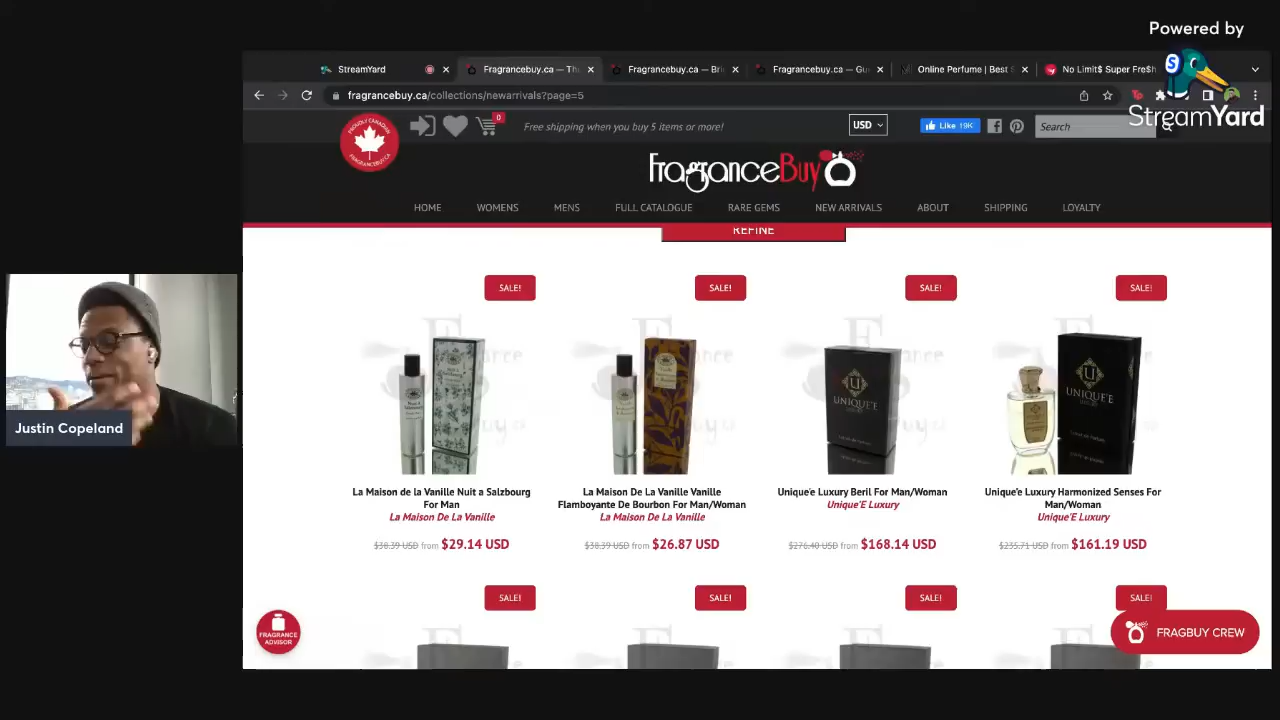 Powered by
StreamYard
StreamYard
Fragrancebuy.ca — Th
Fragrancebuy.ca — Bri
Fragrancebuy.ca — Gu
Online Perfume | Best S
No Limit$ Super Fre$h
fragrancebuy.ca/collections/newarrivals?page=5
PROUDLY CANADIAN
FRAGRANCEBUY.CA
0
Free shipping when you buy 5 items or more!
USD
Like 19K
Search
FragranceBuy
HOME
WOMENS
MENS
FULL CATALOGUE
RARE GEMS
NEW ARRIVALS
ABOUT
SHIPPING
LOYALTY
REFINE
SALE!
SALE!
SALE!
SALE!
UNIQUE'E
UNIQUE'E
La Maison de la Vanille Nuit a Salzbourg
For Man
La Maison De La Vanille
$38.39 USD from $29.14 USD
La Maison De La Vanille Vanille
Flamboyante De Bourbon For Man/Woman
La Maison De La Vanille
$38.39 USD from $26.87 USD
Unique'e Luxury Beril For Man/Woman
Unique'E Luxury
$276.40 USD from $168.14 USD
Unique'e Luxury Harmonized Senses For
Man/Woman
Unique'E Luxury
$235.71 USD from $161.19 USD
SALE!
SALE!
SALE!
SALE!
FRAGRANCE
ADVISOR
FRAGBUY CREW
Justin Copeland